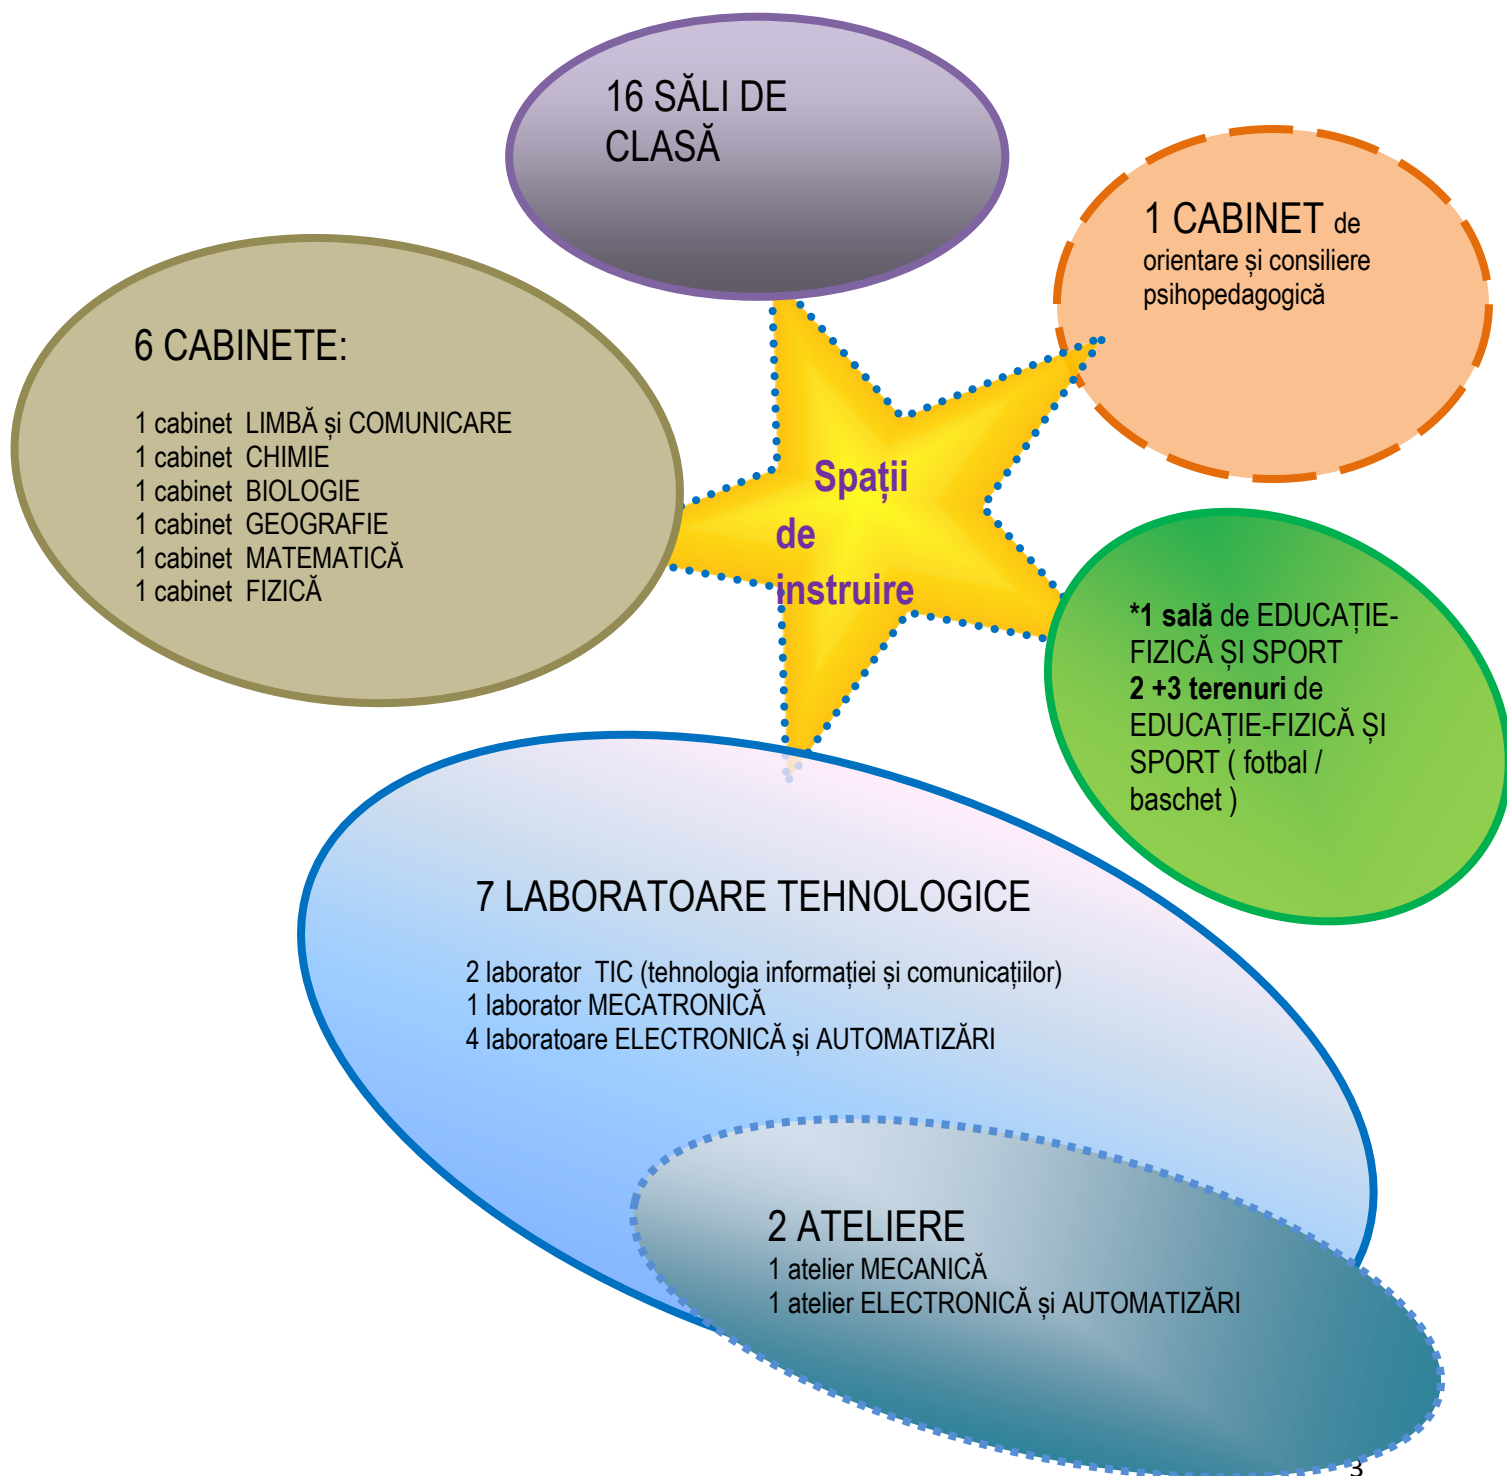 16 SĂLI DE
CLASĂ
1 CABINET de
orientare și consiliere
psihopedagogică
6 CABINETE:
1 cabinet LIMBĂ și COMUNICARE
1 cabinet CHIMIE
1 cabinet BIOLOGIE
1 cabinet GEOGRAFIE
1 cabinet MATEMATICĂ
1 cabinet FIZICĂ
Spații
de
instruire
*1 sală de EDUCAȚIE-
FIZICĂ ȘI SPORT
2 +3 terenuri de
EDUCAȚIE-FIZICĂ ȘI
SPORT ( fotbal /
baschet )
7 LABORATOARE TEHNOLOGICE
2 laborator TIC (tehnologia informației și comunicațiilor)
1 laborator MECATRONICĂ
4 laboratoare ELECTRONICĂ și AUTOMATIZĂRI
2 ATELIERE
1 atelier MECANICĂ
1 atelier ELECTRONICĂ și AUTOMATIZĂRI
3